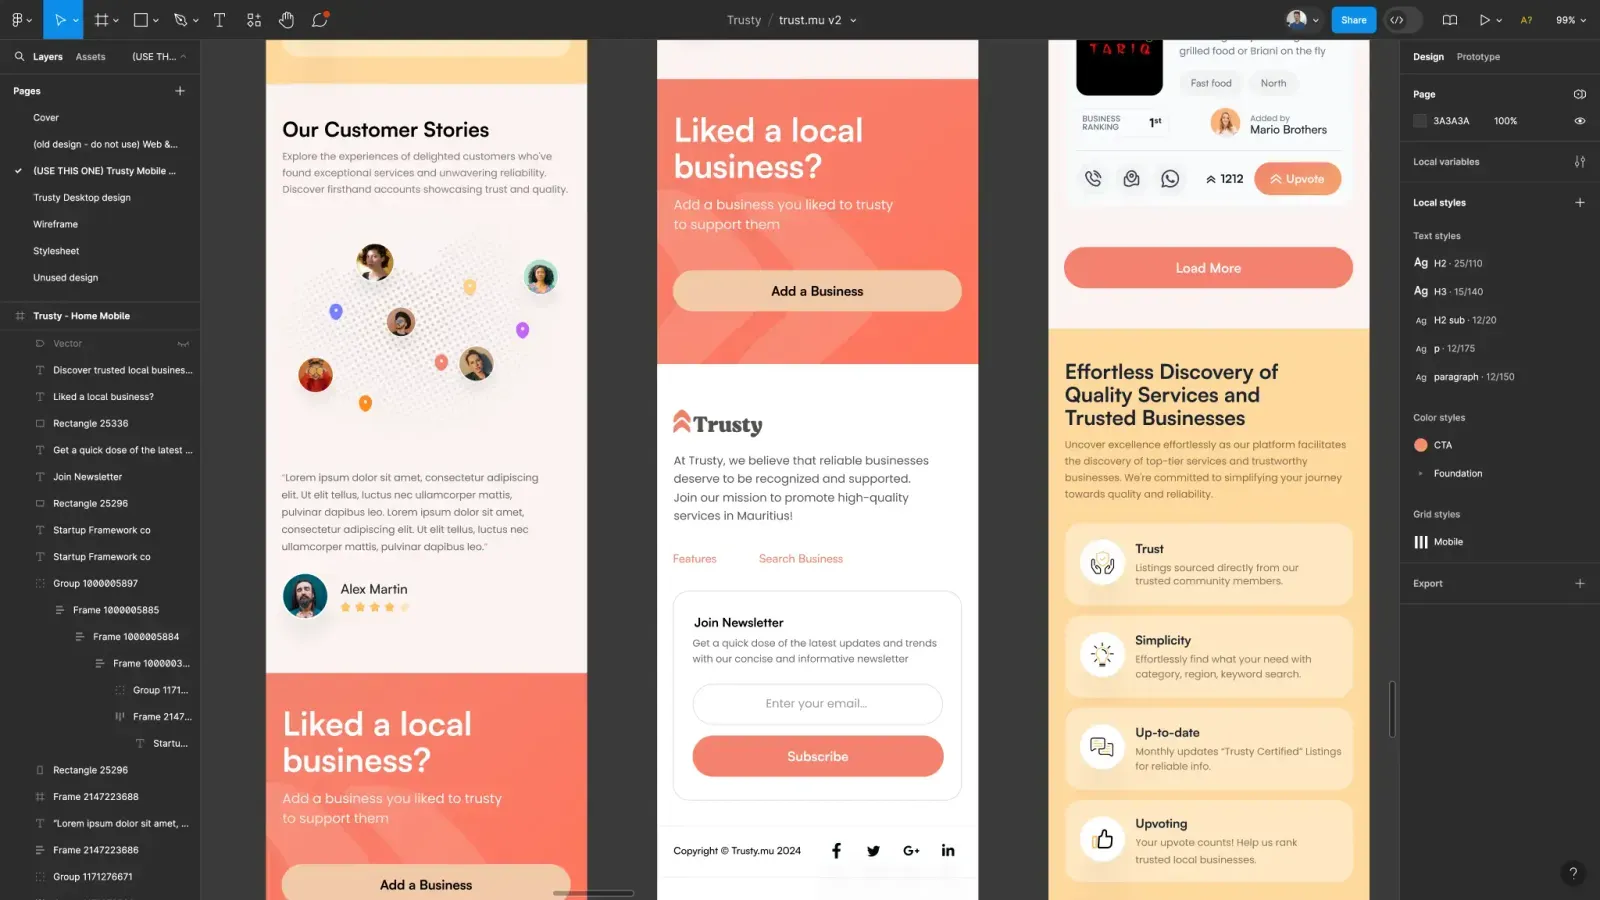 Trusty / trust.mu v2
Share
A?
99%
Layers
Assets
(USE TH...
Pages
Cover
(old design - do not use) Web &...
(USE THIS ONE) Trusty Mobile ...
Trusty Desktop design
Wireframe
Stylesheet
Unused design
Trusty - Home Mobile
Vector
Discover trusted local busines...
Liked a local business?
Rectangle 25336
Get a quick dose of the latest ...
Join Newsletter
Rectangle 25296
Startup Framework co
Startup Framework co
Group 1000005897
Frame 1000005885
Frame 1000005884
Frame 1000003...
Group 1171...
Frame 2147...
Startu...
Rectangle 25296
Frame 2147223688
"Lorem ipsum dolor sit amet, ...
Frame 2147223686
Group 1171276671
Our Customer Stories
Explore the experiences of delighted customers who've
found exceptional services and unwavering reliability.
Discover firsthand accounts showcasing trust and quality.
"Lorem ipsum dolor sit amet, consectetur adipiscing
elit. Ut elit tellus, luctus nec ullamcorper mattis,
pulvinar dapibus leo. Lorem ipsum dolor sit amet,
consectetur adipiscing elit. Ut elit tellus, luctus nec
ullamcorper mattis, pulvinar dapibus leo."
Alex Martin
Liked a local
business?
Add a business you liked to trusty
to support them
Add a Business
Liked a local
business?
Add a business you liked to trusty
to support them
Add a Business
Trusty
At Trusty, we believe that reliable businesses
deserve to be recognized and supported.
Join our mission to promote high-quality
services in Mauritius!
Features
Search Business
Join Newsletter
Get a quick dose of the latest updates and trends
with our concise and informative newsletter
Enter your email...
Subscribe
Copyright © Trusty.mu 2024
TARIQ
grilled food or Briani on the fly
Fast food
North
BUSINESS
RANKING
1st
Added by
Mario Brothers
1212
Upvote
Load More
Effortless Discovery of
Quality Services and
Trusted Businesses
Uncover excellence effortlessly as our platform facilitates
the discovery of top-tier services and trustworthy
businesses. We're committed to simplifying your journey
towards quality and reliability.
Trust
Listings sourced directly from our
trusted community members.
Simplicity
Effortlessly find what your need with
category, region, keyword search.
Up-to-date
Monthly updates "Trusty Certified" Listings
for reliable info.
Upvoting
Your upvote counts! Help us rank
trusted local businesses.
Design
Prototype
Page
3A3A3A
100%
Local variables
Local styles
Text styles
Ag H2 · 25/110
Ag H3 · 15/140
Ag H2 sub · 12/20
Ag p · 12/175
Ag paragraph · 12/150
Color styles
CTA
Foundation
Grid styles
Mobile
Export
?